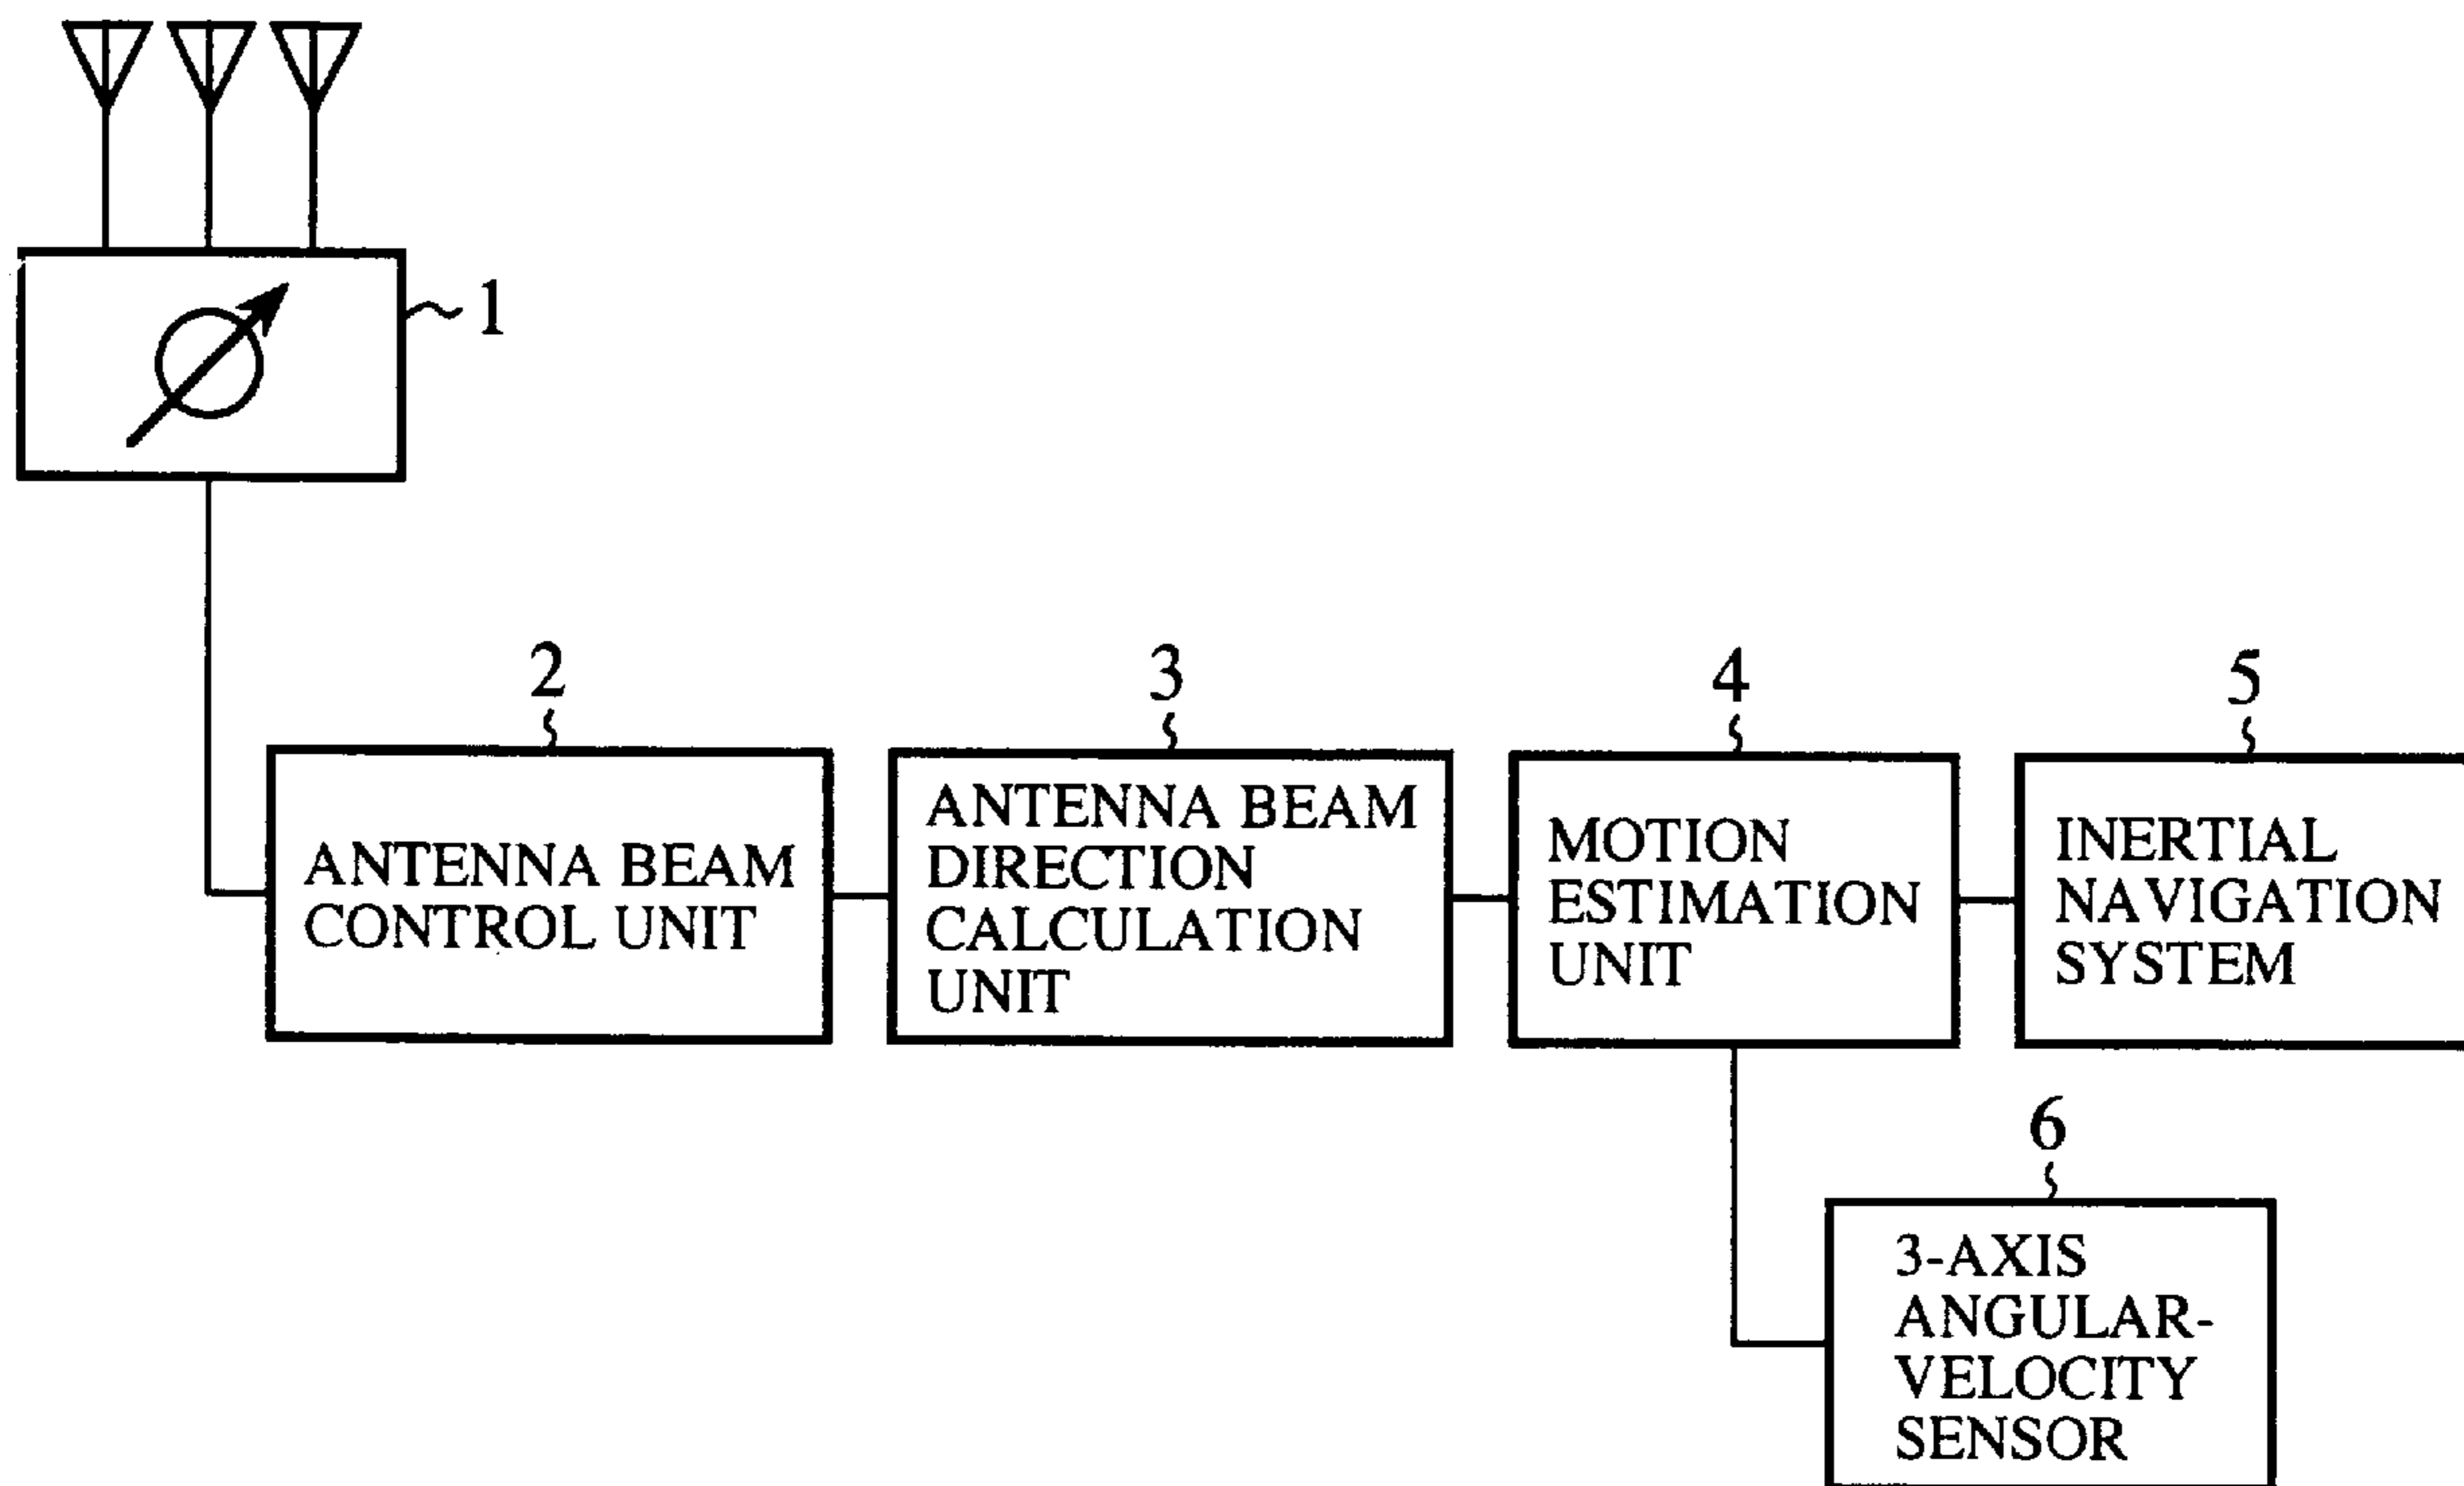 1
2
3
4
5
ANTENNA BEAM
CONTROL UNIT
ANTENNA BEAM
DIRECTION
CALCULATION
UNIT
MOTION
ESTIMATION
UNIT
INERTIAL
NAVIGATION
SYSTEM
6
3-AXIS
ANGULAR-
VELOCITY
SENSOR